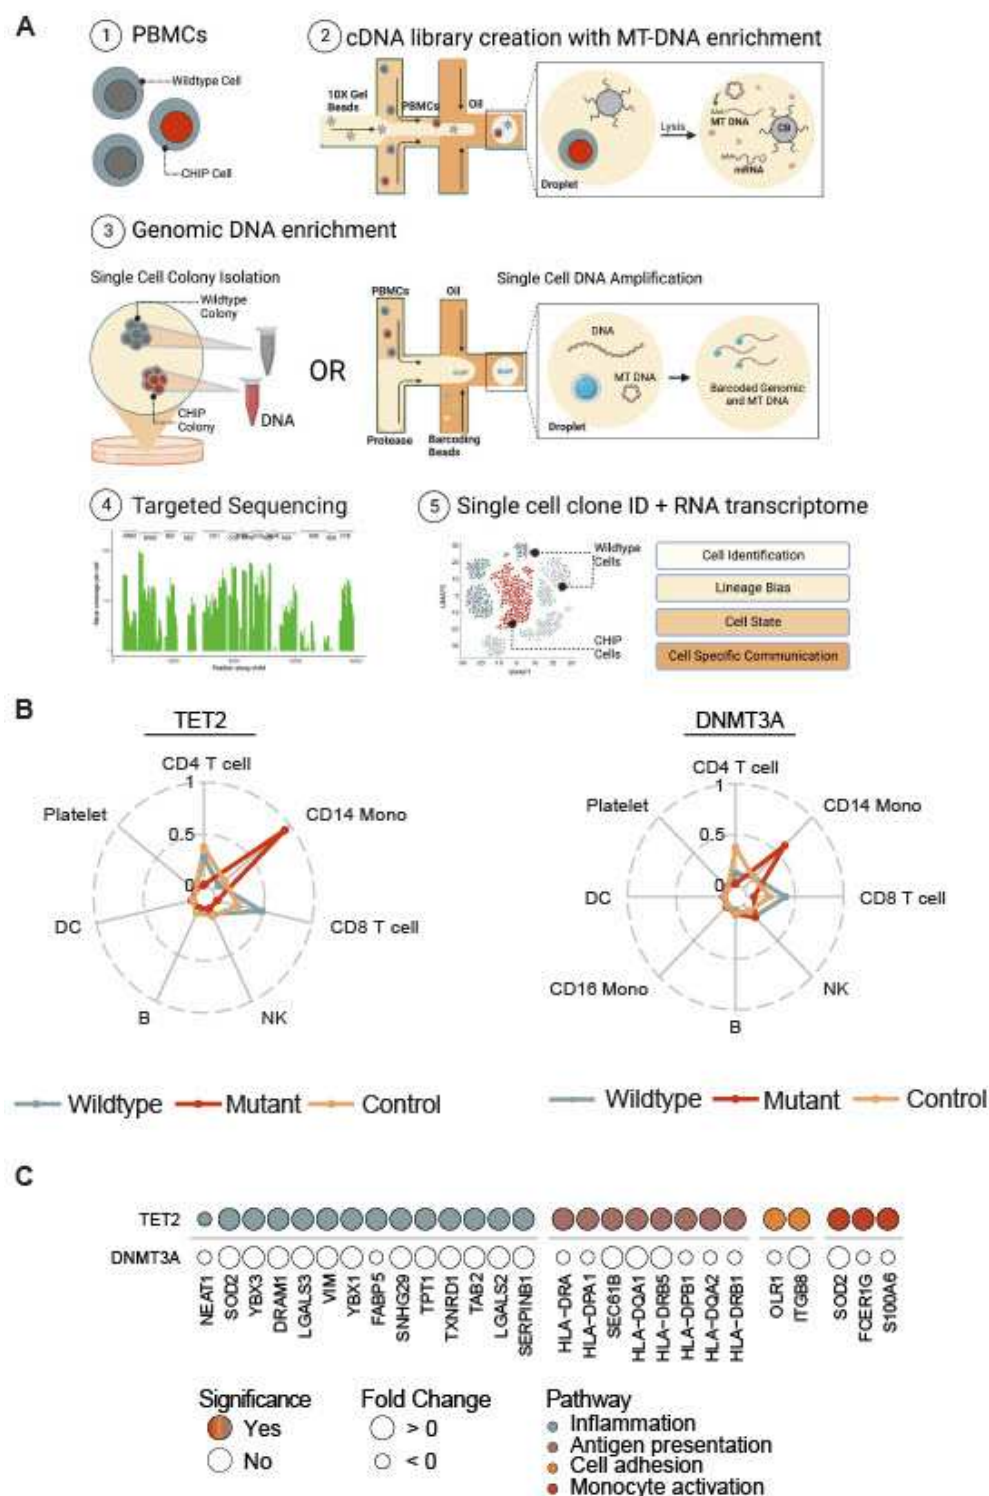 A
1 PBMCs
Wildtype Cell
CHIP Cell
2 cDNA library creation with MT-DNA enrichment
10X Gel
Beads
PBMCs
Oil
Droplet
Lysis
MT DNA
CB
mRNA
3 Genomic DNA enrichment
Single Cell Colony Isolation
Wildtype
Colony
CHIP
Colony
DNA
OR
Single Cell DNA Amplification
PBMCs
Oil
Protease
Barcoding
Beads
DNA
MT DNA
Droplet
Barcoded Genomic
and MT DNA
4 Targeted Sequencing
5 Single cell clone ID + RNA transcriptome
Wildtype
Cells
CHIP
Cells
Cell Identification
Lineage Bias
Cell State
Cell Specific Communication
B
TET2
CD4 T cell
1
CD14 Mono
Platelet
0.5
0
DC
CD8 T cell
B
NK
Wildtype Mutant Control
DNMT3A
CD4 T cell
1
CD14 Mono
Platelet
0.5
0
DC
CD8 T cell
CD16 Mono
NK
B
Wildtype Mutant Control
C
TET2
DNMT3A
NEAT1
SOD2
YBX3
DRAM1
LGALS3
VIM
YBX1
FABP5
SNHG29
TPT1
TXNRD1
TAB2
LGALS2
SERPINB1
HLA-DRA
HLA-DPA1
SEC61B
HLA-DQA1
HLA-DRB5
HLA-DPB1
HLA-DQA2
HLA-DRB1
OLR1
ITGB8
SOD2
FCER1G
S100A6
Significance
Yes
No
Fold Change
> 0
< 0
Pathway
Inflammation
Antigen presentation
Cell adhesion
Monocyte activation